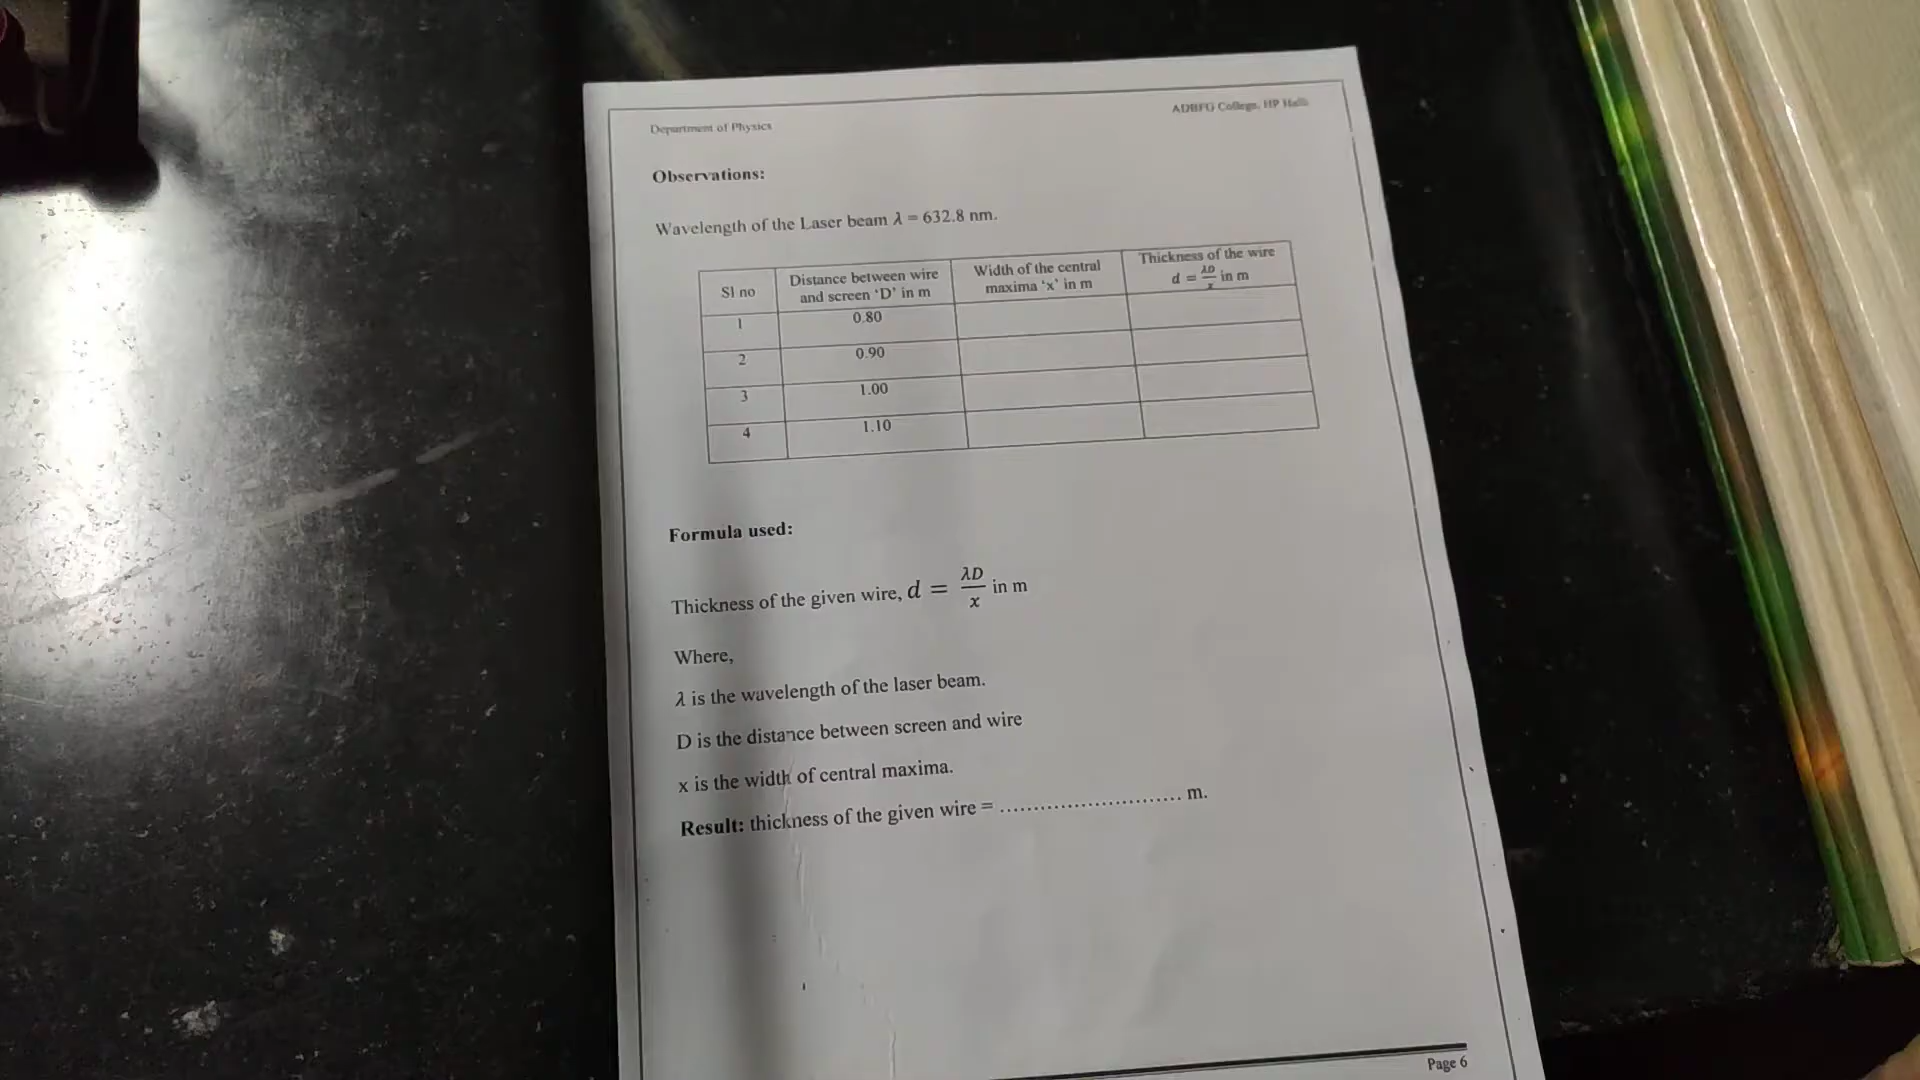 Department of Physics
ADBFG College, HP Halli
Observations:
Wavelength of the Laser beam λ = 632.8 nm.
Sl no
Distance between wire
and screen ‘D’ in m
Width of the central
maxima ‘x’ in m
Thickness of the wire
d = λD/x in m
1
0.80
2
0.90
3
1.00
4
1.10
Formula used:
Thickness of the given wire, d = λD/x in m
Where,
λ is the wavelength of the laser beam.
D is the distance between screen and wire
x is the width of central maxima.
Result: thickness of the given wire = ........................... m.
Page 6